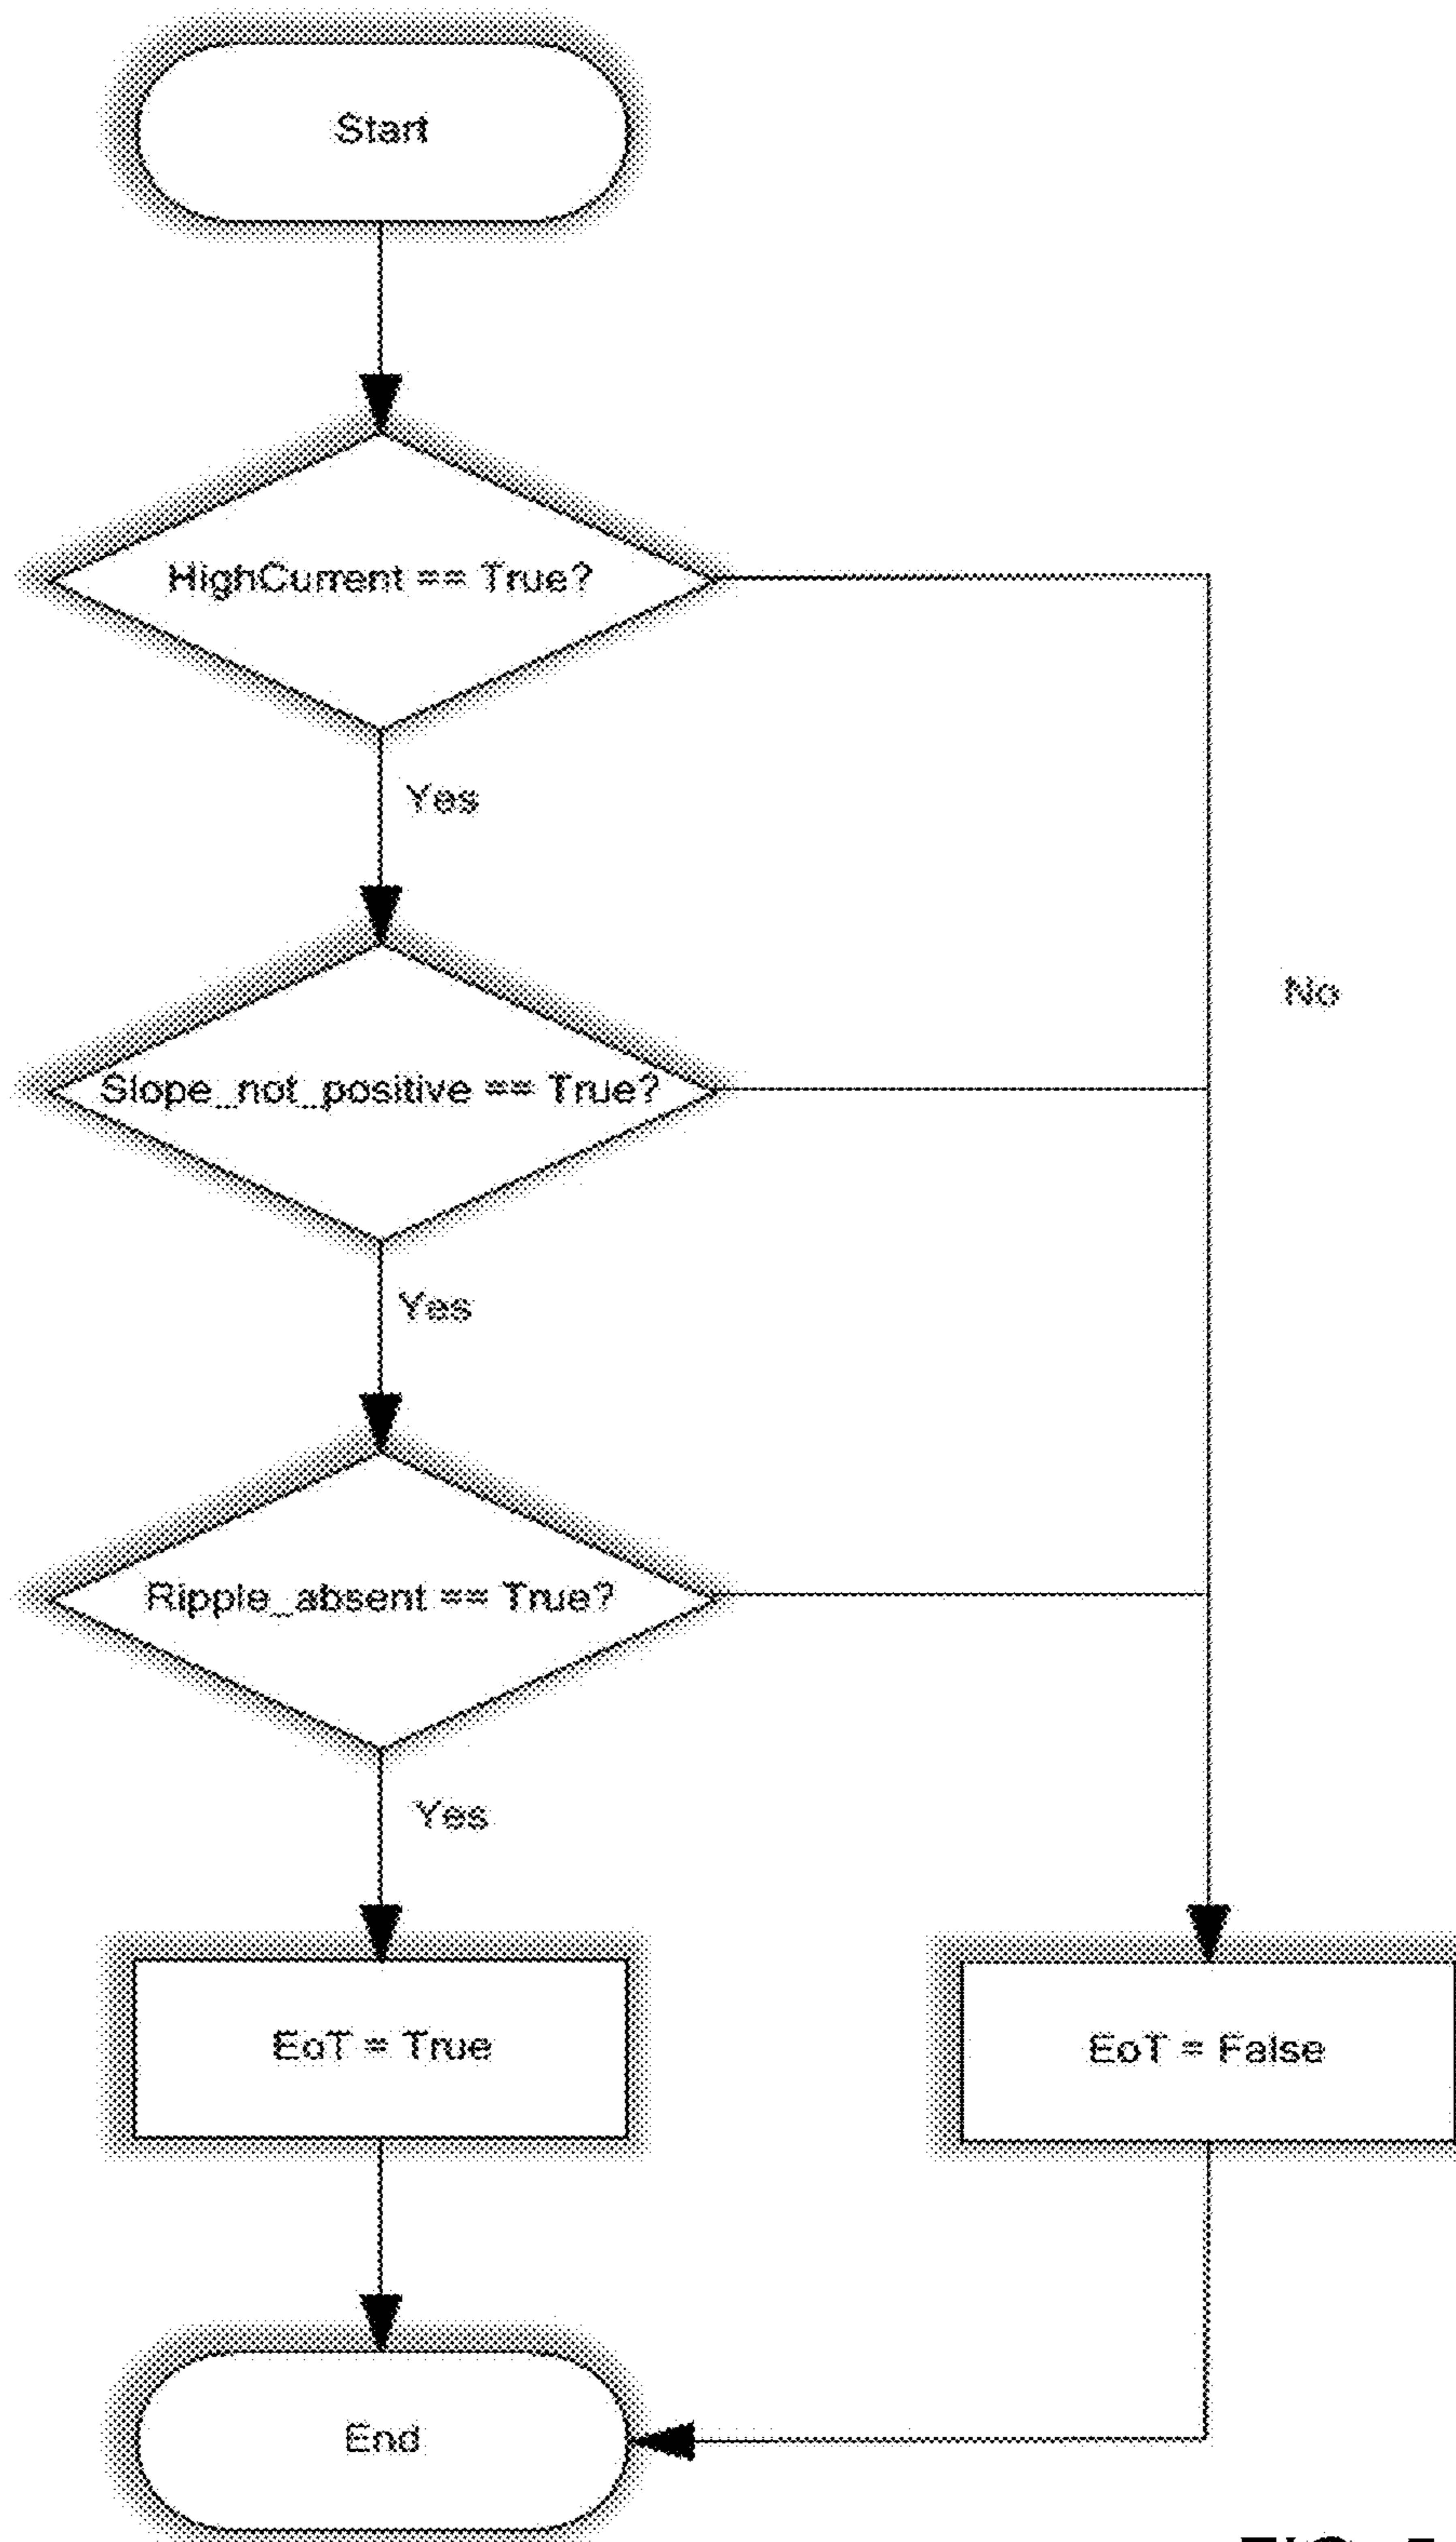 Start
HighCurrent == True?
Yes
No
Slope_not_positive == True?
Yes
Ripple_absent == True?
Yes
EoT = True
EoT = False
End